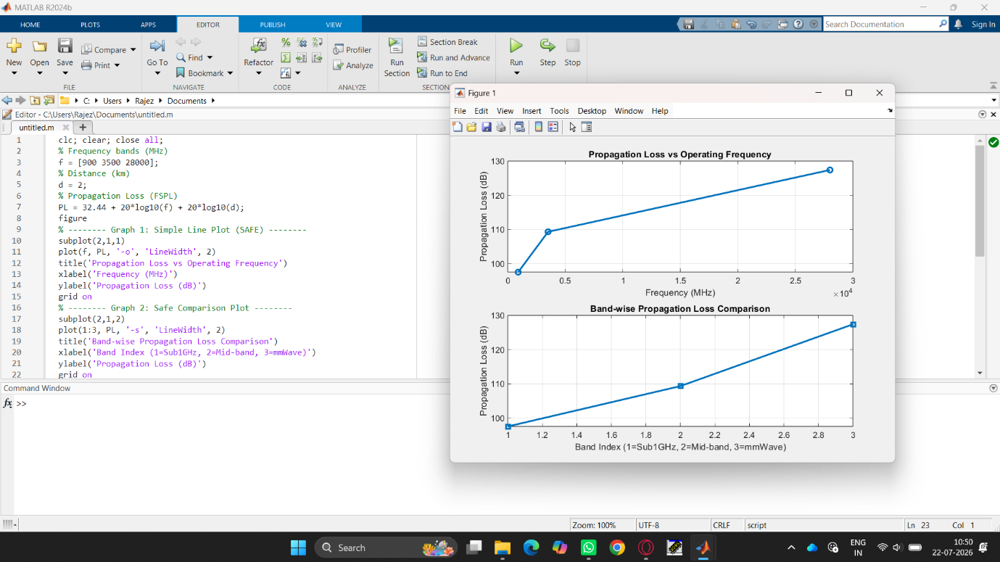 MATLAB R2024b
HOME PLOTS APPS EDITOR PUBLISH VIEW Search Documentation Sign In
New Open Save Compare Print Go To Find Bookmark Refactor Profiler Analyze Run Section Section Break Run and Advance Run to End Run Step Stop
FILE NAVIGATE CODE ANALYZE SECTION
C: Users Rajez Documents
Editor - C:\Users\Rajez\Documents\untitled.m
untitled.m
1 clc; clear; close all;
2 % Frequency bands (MHz)
3 f = [900 3500 28000];
4 % Distance (km)
5 d = 2;
6 % Propagation Loss (FSPL)
7 PL = 32.44 + 20*log10(f) + 20*log10(d);
8 figure
9 % -------- Graph 1: Simple Line Plot (SAFE) --------
10 subplot(2,1,1)
11 plot(f, PL, '-o', 'LineWidth', 2)
12 title('Propagation Loss vs Operating Frequency')
13 xlabel('Frequency (MHz)')
14 ylabel('Propagation Loss (dB)')
15 grid on
16 % -------- Graph 2: Safe Comparison Plot --------
17 subplot(2,1,2)
18 plot(1:3, PL, '-s', 'LineWidth', 2)
19 title('Band-wise Propagation Loss Comparison')
20 xlabel('Band Index (1=Sub1GHz, 2=Mid-band, 3=mmWave)')
21 ylabel('Propagation Loss (dB)')
22 grid on
Command Window
fx >>
Figure 1
File Edit View Insert Tools Desktop Window Help
Propagation Loss vs Operating Frequency
Propagation Loss (dB)
130
120
110
100
0 0.5 1 1.5 2 2.5 3
Frequency (MHz)
×10⁴
Band-wise Propagation Loss Comparison
Propagation Loss (dB)
130
120
110
100
1 1.2 1.4 1.6 1.8 2 2.2 2.4 2.6 2.8 3
Band Index (1=Sub1GHz, 2=Mid-band, 3=mmWave)
Zoom: 100% UTF-8 CRLF script Ln 23 Col 1
Search
ENG
IN
10:50
22-07-2026